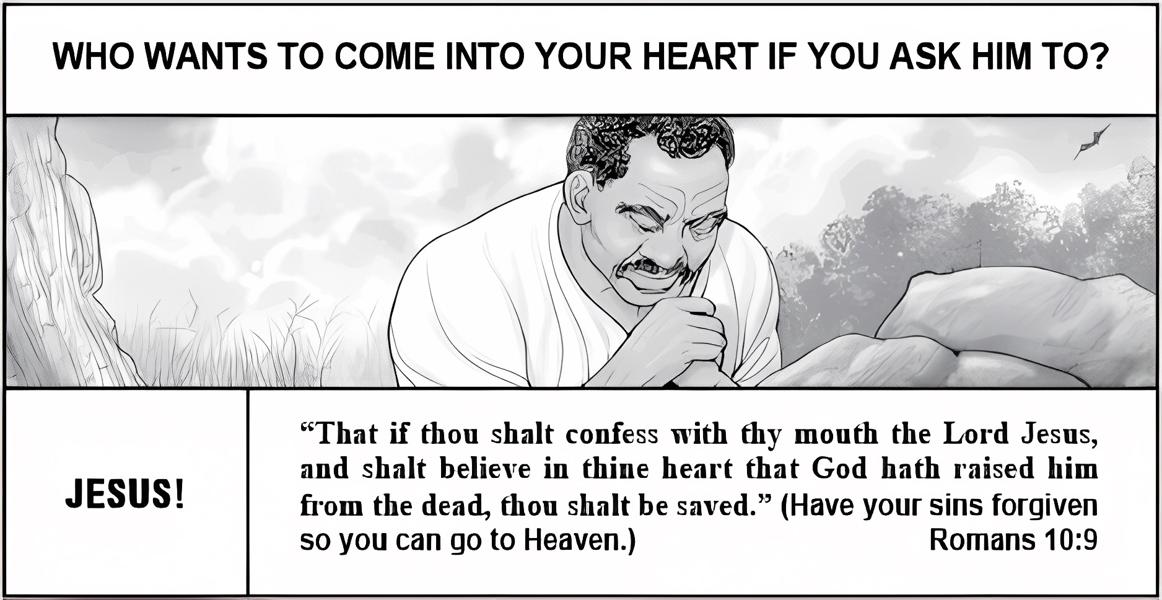 WHO WANTS TO COME INTO YOUR HEART IF YOU ASK HIM TO?
JESUS!
“That if thou shalt confess with thy mouth the Lord Jesus,
and shalt believe in thine heart that God hath raised him
from the dead, thou shalt be saved.” (Have your sins forgiven
so you can go to Heaven.) Romans 10:9